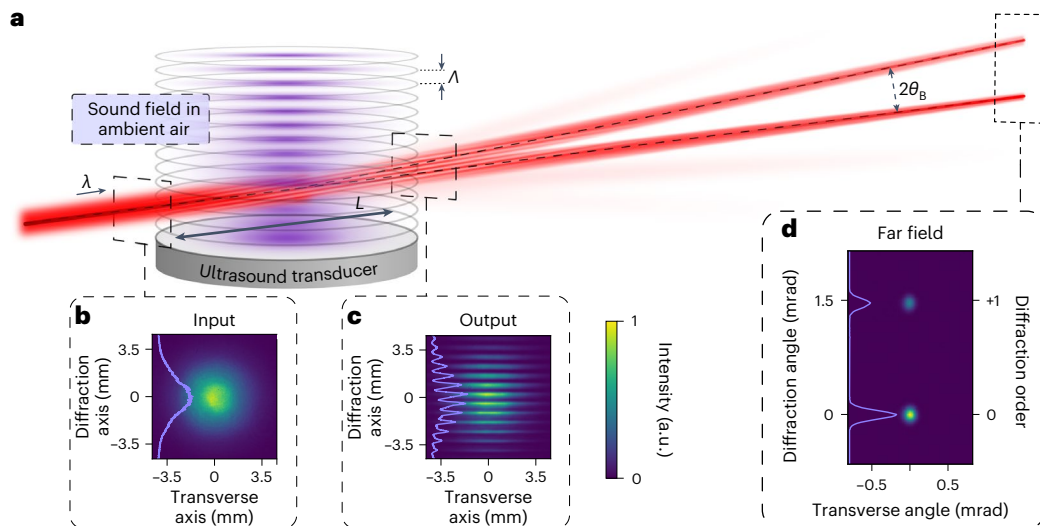 a
Λ
Sound field in
ambient air
2θB
λ
L
Ultrasound transducer
b
Input
Diffraction
axis (mm)
3.5
0
−3.5
−3.5
0
3.5
Transverse
axis (mm)
c
Output
Diffraction
axis (mm)
3.5
0
−3.5
−3.5
0
3.5
Transverse
axis (mm)
1
0
Intensity (a.u.)
d
Far field
Diffraction angle (mrad)
1.5
0
+1
0
Diffraction order
−0.5
0
0.5
Transverse angle (mrad)